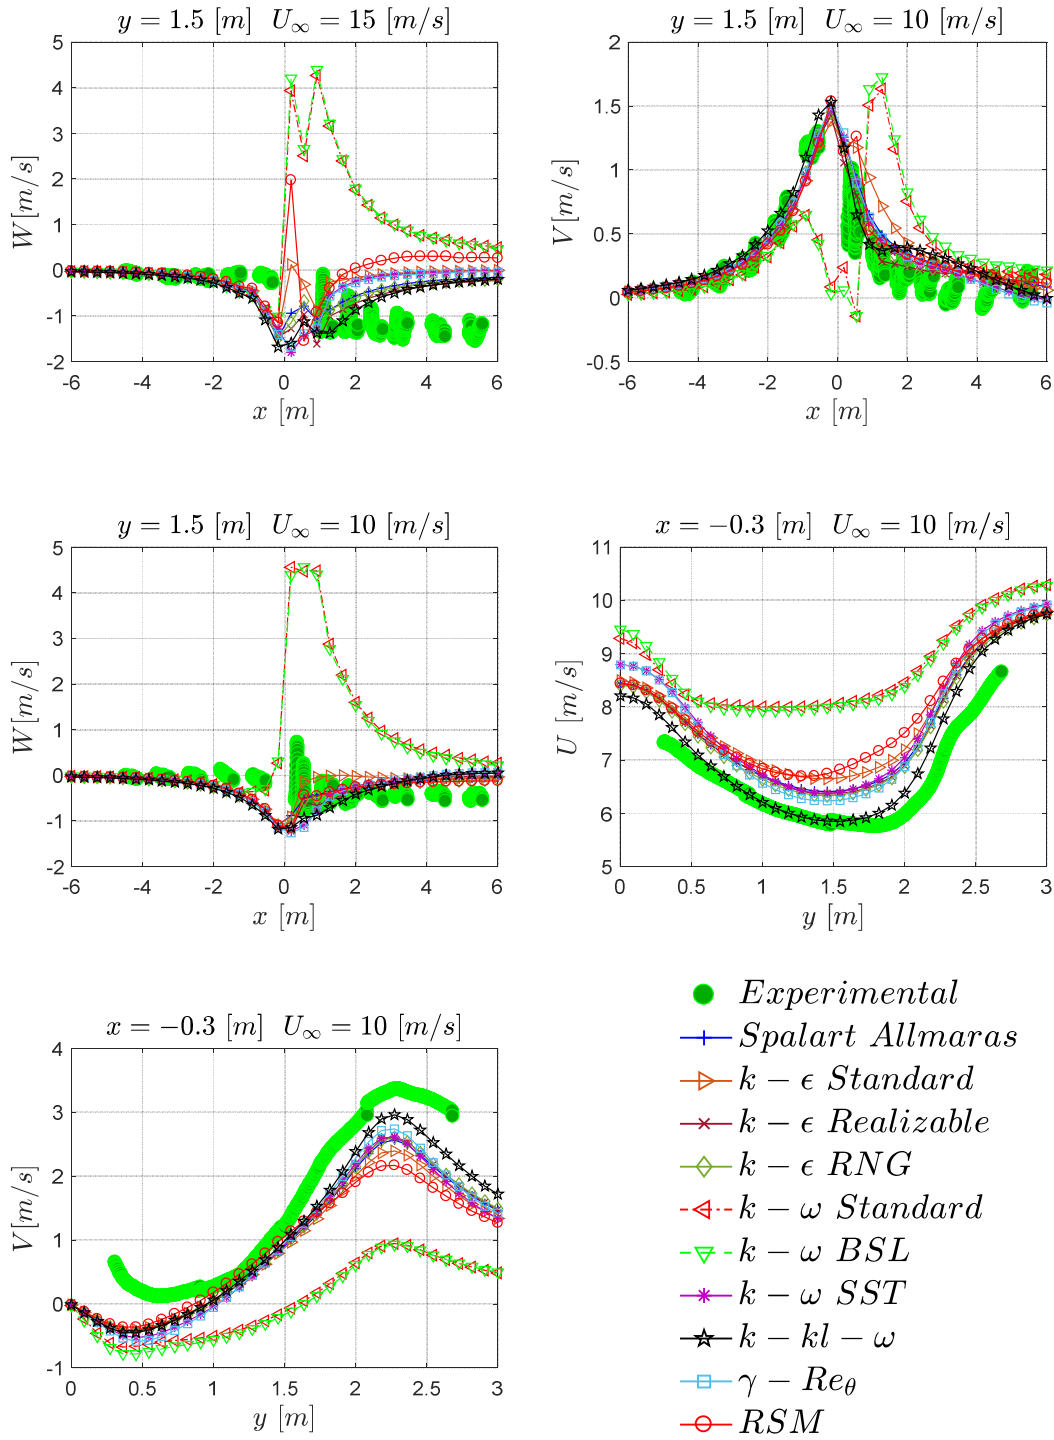 y = 1.5 [m]   U∞ = 15 [m/s]
5
4
3
2
1
0
-1
-2
W [m/s]
-6 -4 -2 0 2 4 6
x [m]
y = 1.5 [m]   U∞ = 10 [m/s]
2
1.5
1
0.5
0
-0.5
V [m/s]
-6 -4 -2 0 2 4 6
x [m]
y = 1.5 [m]   U∞ = 10 [m/s]
5
4
3
2
1
0
-1
-2
W [m/s]
-6 -4 -2 0 2 4 6
x [m]
x = −0.3 [m]   U∞ = 10 [m/s]
11
10
9
8
7
6
5
U [m/s]
0 0.5 1 1.5 2 2.5 3
y [m]
x = −0.3 [m]   U∞ = 10 [m/s]
4
3
2
1
0
-1
V [m/s]
0 0.5 1 1.5 2 2.5 3
y [m]
Experimental
Spalart Allmaras
k − ϵ Standard
k − ϵ Realizable
k − ϵ RNG
k − ω Standard
k − ω BSL
k − ω SST
k − kl − ω
γ − Reθ
RSM